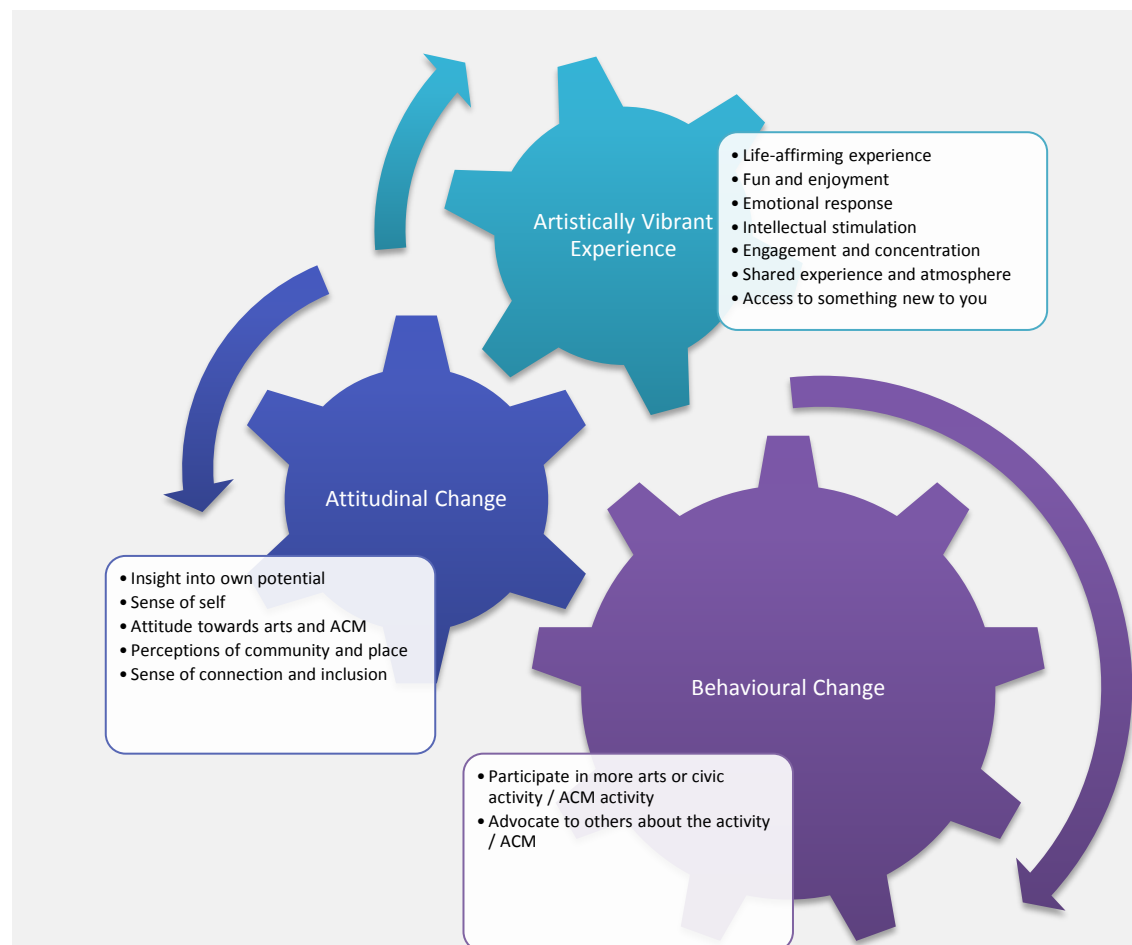 Artistically Vibrant
Experience
• Life-affirming experience
• Fun and enjoyment
• Emotional response
• Intellectual stimulation
• Engagement and concentration
• Shared experience and atmosphere
• Access to something new to you
Attitudinal Change
• Insight into own potential
• Sense of self
• Attitude towards arts and ACM
• Perceptions of community and place
• Sense of connection and inclusion
Behavioural Change
• Participate in more arts or civic
activity / ACM activity
• Advocate to others about the activity
/ ACM